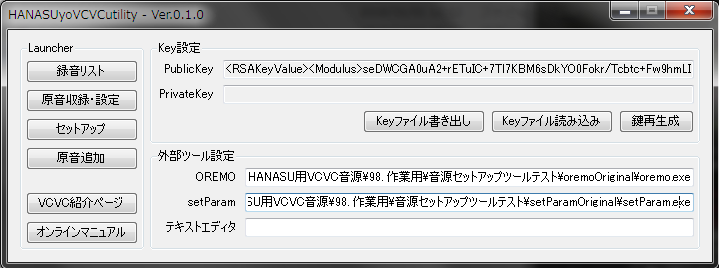 HANASUyoVCVCutility - Ver.0.1.0
Launcher
録音リスト
原音収録・設定
セットアップ
原音追加
VCVC紹介ページ
オンラインマニュアル
Key設定
PublicKey <RSAKeyValue><Modulus>seDWCGA0uA2+rETuIC+7TI7KBM6sDkYO0Fokr/Tcbtc+Fw9hmLI
PrivateKey
Keyファイル書き出し Keyファイル読み込み 鍵再生成
外部ツール設定
OREMO HANASU用VCVC音源¥98.作業用¥音源セットアップツールテスト¥oremoOriginal¥oremo.exe
setParam SU用VCVC音源¥98.作業用¥音源セットアップツールテスト¥setParamOriginal¥setParam.exe
テキストエディタ